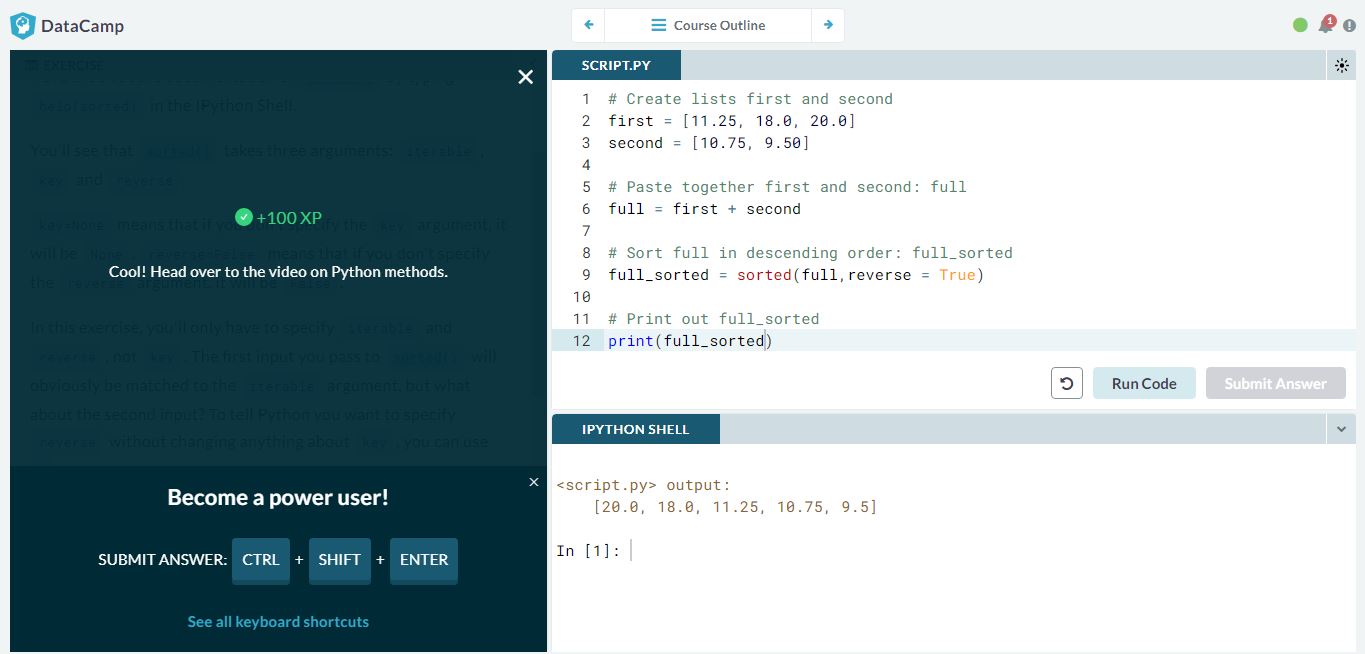 DataCamp
Course Outline
1
EXERCISE
help(sorted) in the IPython Shell.
You'll see that sorted() takes three arguments: iterable,
key and reverse.
+100 XP
key=None means that if you don't specify the key argument, it
will be None. reverse=False means that if you don't specify
Cool! Head over to the video on Python methods.
the reverse argument, it will be False.
In this exercise, you'll only have to specify iterable and
reverse, not key. The first input you pass to sorted() will
obviously be matched to the iterable argument, but what
about the second input? To tell Python you want to specify
reverse without changing anything about key, you can use
Become a power user!
SUBMIT ANSWER: CTRL + SHIFT + ENTER
See all keyboard shortcuts
SCRIPT.PY
1 # Create lists first and second
2 first = [11.25, 18.0, 20.0]
3 second = [10.75, 9.50]
4
5 # Paste together first and second: full
6 full = first + second
7
8 # Sort full in descending order: full_sorted
9 full_sorted = sorted(full,reverse = True)
10
11 # Print out full_sorted
12 print(full_sorted)
Run Code
Submit Answer
IPYTHON SHELL
<script.py> output:
[20.0, 18.0, 11.25, 10.75, 9.5]
In [1]: